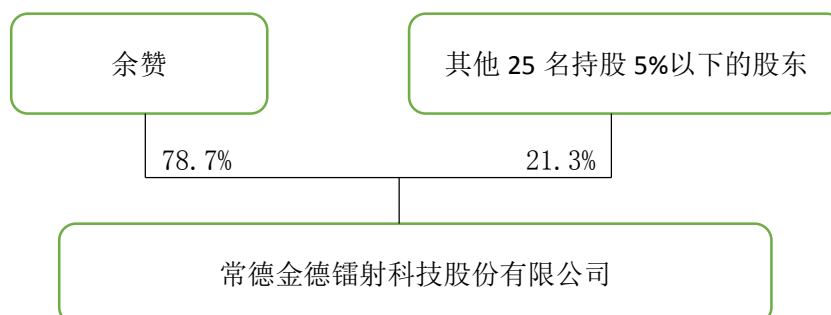 余赞
其他 25 名持股 5%以下的股东
78.7%
21.3%
常德金德镭射科技股份有限公司